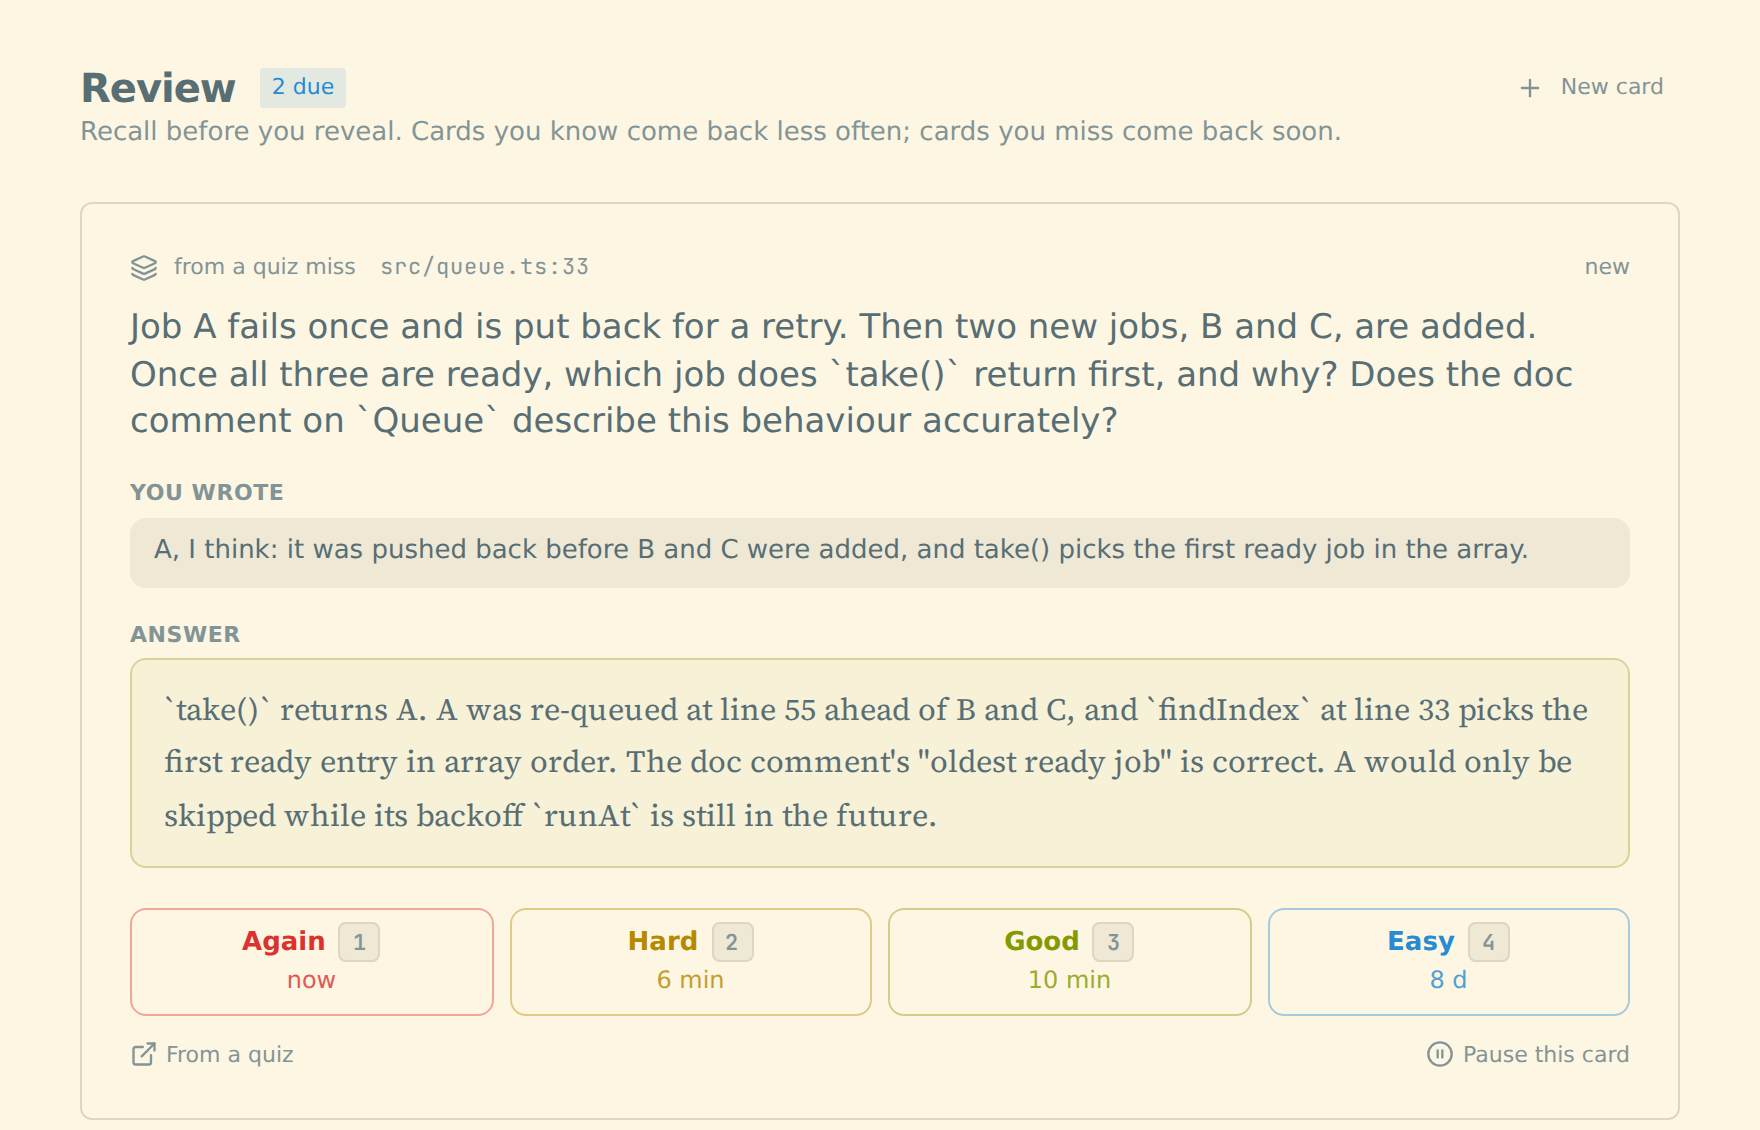 Review
2 due
New card
Recall before you reveal. Cards you know come back less often; cards you miss come back soon.
from a quiz miss src/queue.ts:33
new
Job A fails once and is put back for a retry. Then two new jobs, B and C, are added.
Once all three are ready, which job does `take()` return first, and why? Does the doc
comment on `Queue` describe this behaviour accurately?
YOU WROTE
A, I think: it was pushed back before B and C were added, and take() picks the first ready job in the array.
ANSWER
`take()` returns A. A was re-queued at line 55 ahead of B and C, and `findIndex` at line 33 picks the
first ready entry in array order. The doc comment's "oldest ready job" is correct. A would only be
skipped while its backoff `runAt` is still in the future.
Again 1
now
Hard 2
6 min
Good 3
10 min
Easy 4
8 d
From a quiz
Pause this card